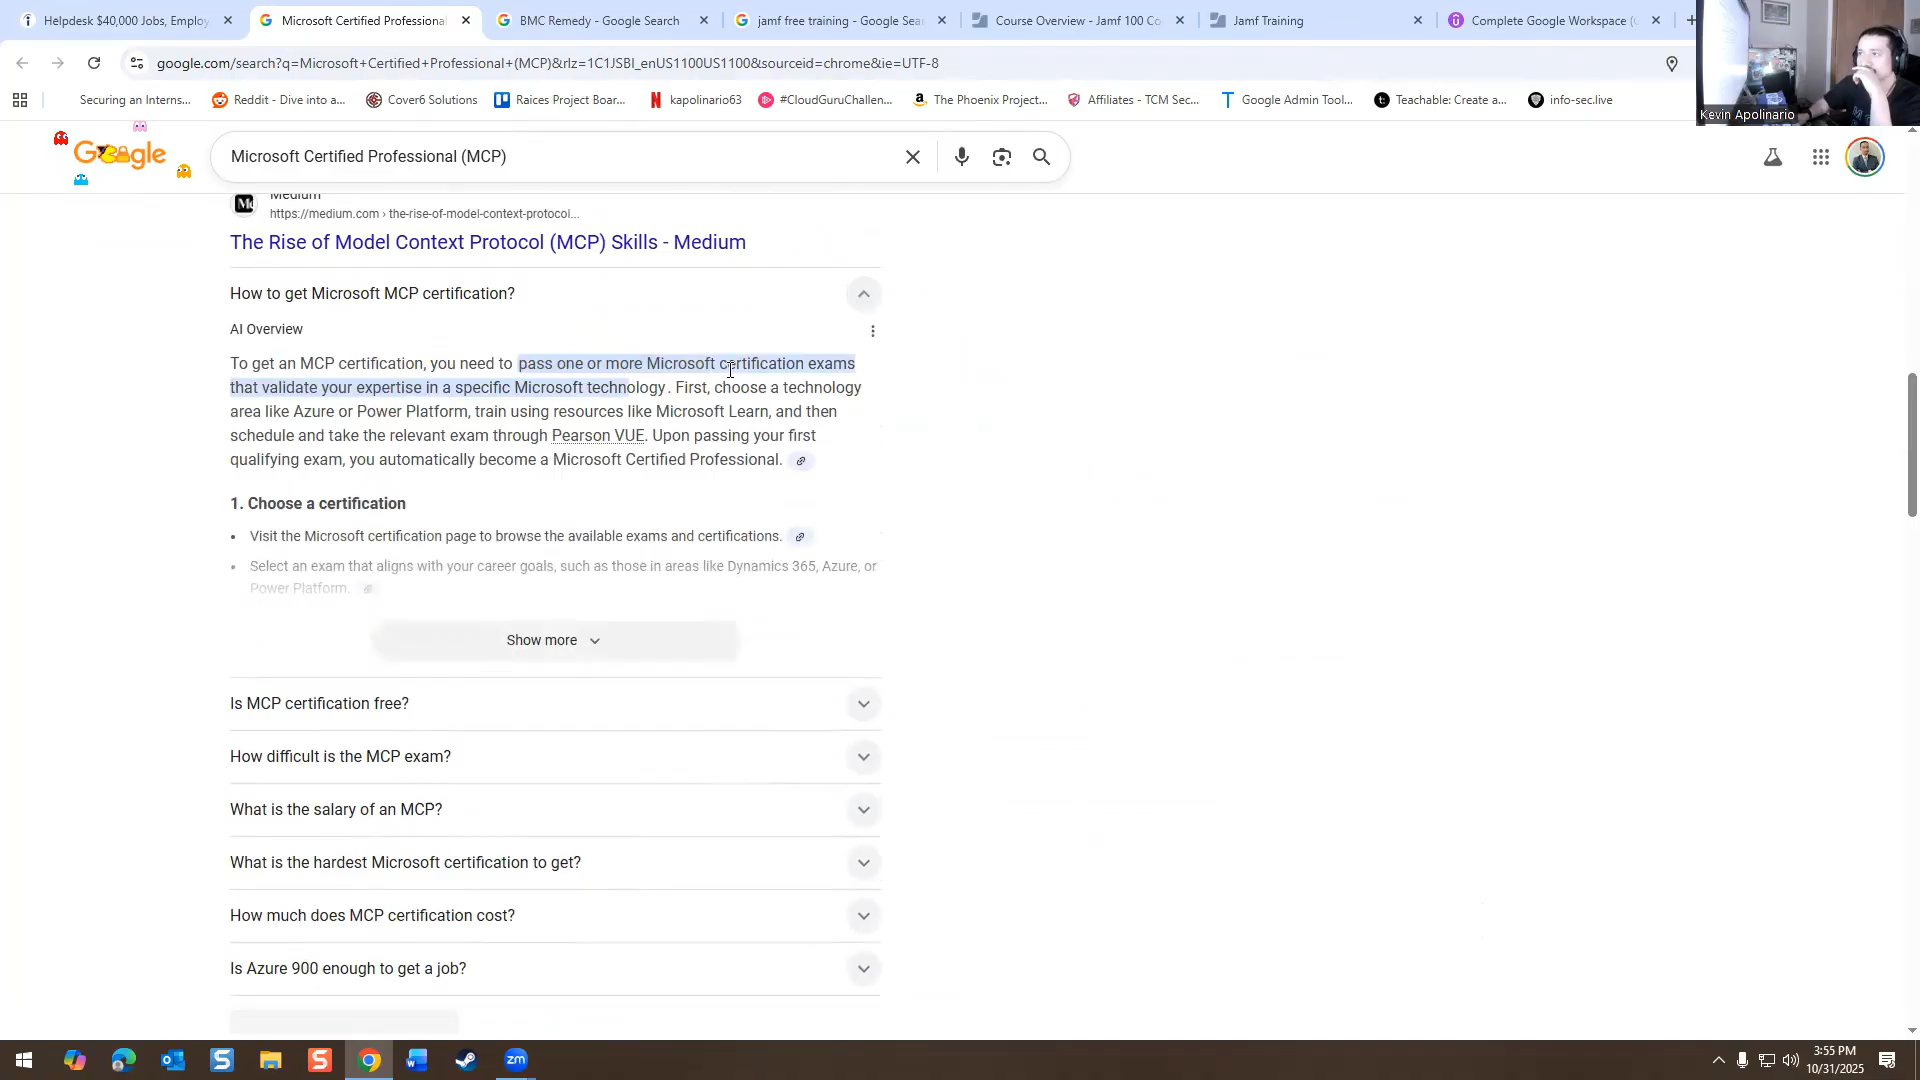 Helpdesk $40,000 Jobs, Employ
Microsoft Certified Professional
BMC Remedy - Google Search
jamf free training - Google Sea
Course Overview - Jamf 100 Co
Jamf Training
Complete Google Workspace (
google.com/search?q=Microsoft+Certified+Professional+(MCP)&rlz=1C1JSBI_enUS1100US1100&sourceid=chrome&ie=UTF-8
Securing an Interns...
Reddit - Dive into a...
Cover6 Solutions
Raices Project Boar...
kapolinario63
#CloudGuruChallen...
The Phoenix Project...
Affiliates - TCM Sec...
Google Admin Tool...
Teachable: Create a...
info-sec.live
Kevin Apolinario
Google
Microsoft Certified Professional (MCP)
Medium
https://medium.com › the-rise-of-model-context-protocol...
The Rise of Model Context Protocol (MCP) Skills - Medium
How to get Microsoft MCP certification?
AI Overview
To get an MCP certification, you need to pass one or more Microsoft certification exams
that validate your expertise in a specific Microsoft technology. First, choose a technology
area like Azure or Power Platform, train using resources like Microsoft Learn, and then
schedule and take the relevant exam through Pearson VUE. Upon passing your first
qualifying exam, you automatically become a Microsoft Certified Professional.
1. Choose a certification
• Visit the Microsoft certification page to browse the available exams and certifications.
• Select an exam that aligns with your career goals, such as those in areas like Dynamics 365, Azure, or
Power Platform.
Show more
Is MCP certification free?
How difficult is the MCP exam?
What is the salary of an MCP?
What is the hardest Microsoft certification to get?
How much does MCP certification cost?
Is Azure 900 enough to get a job?
3:55 PM
10/31/2025